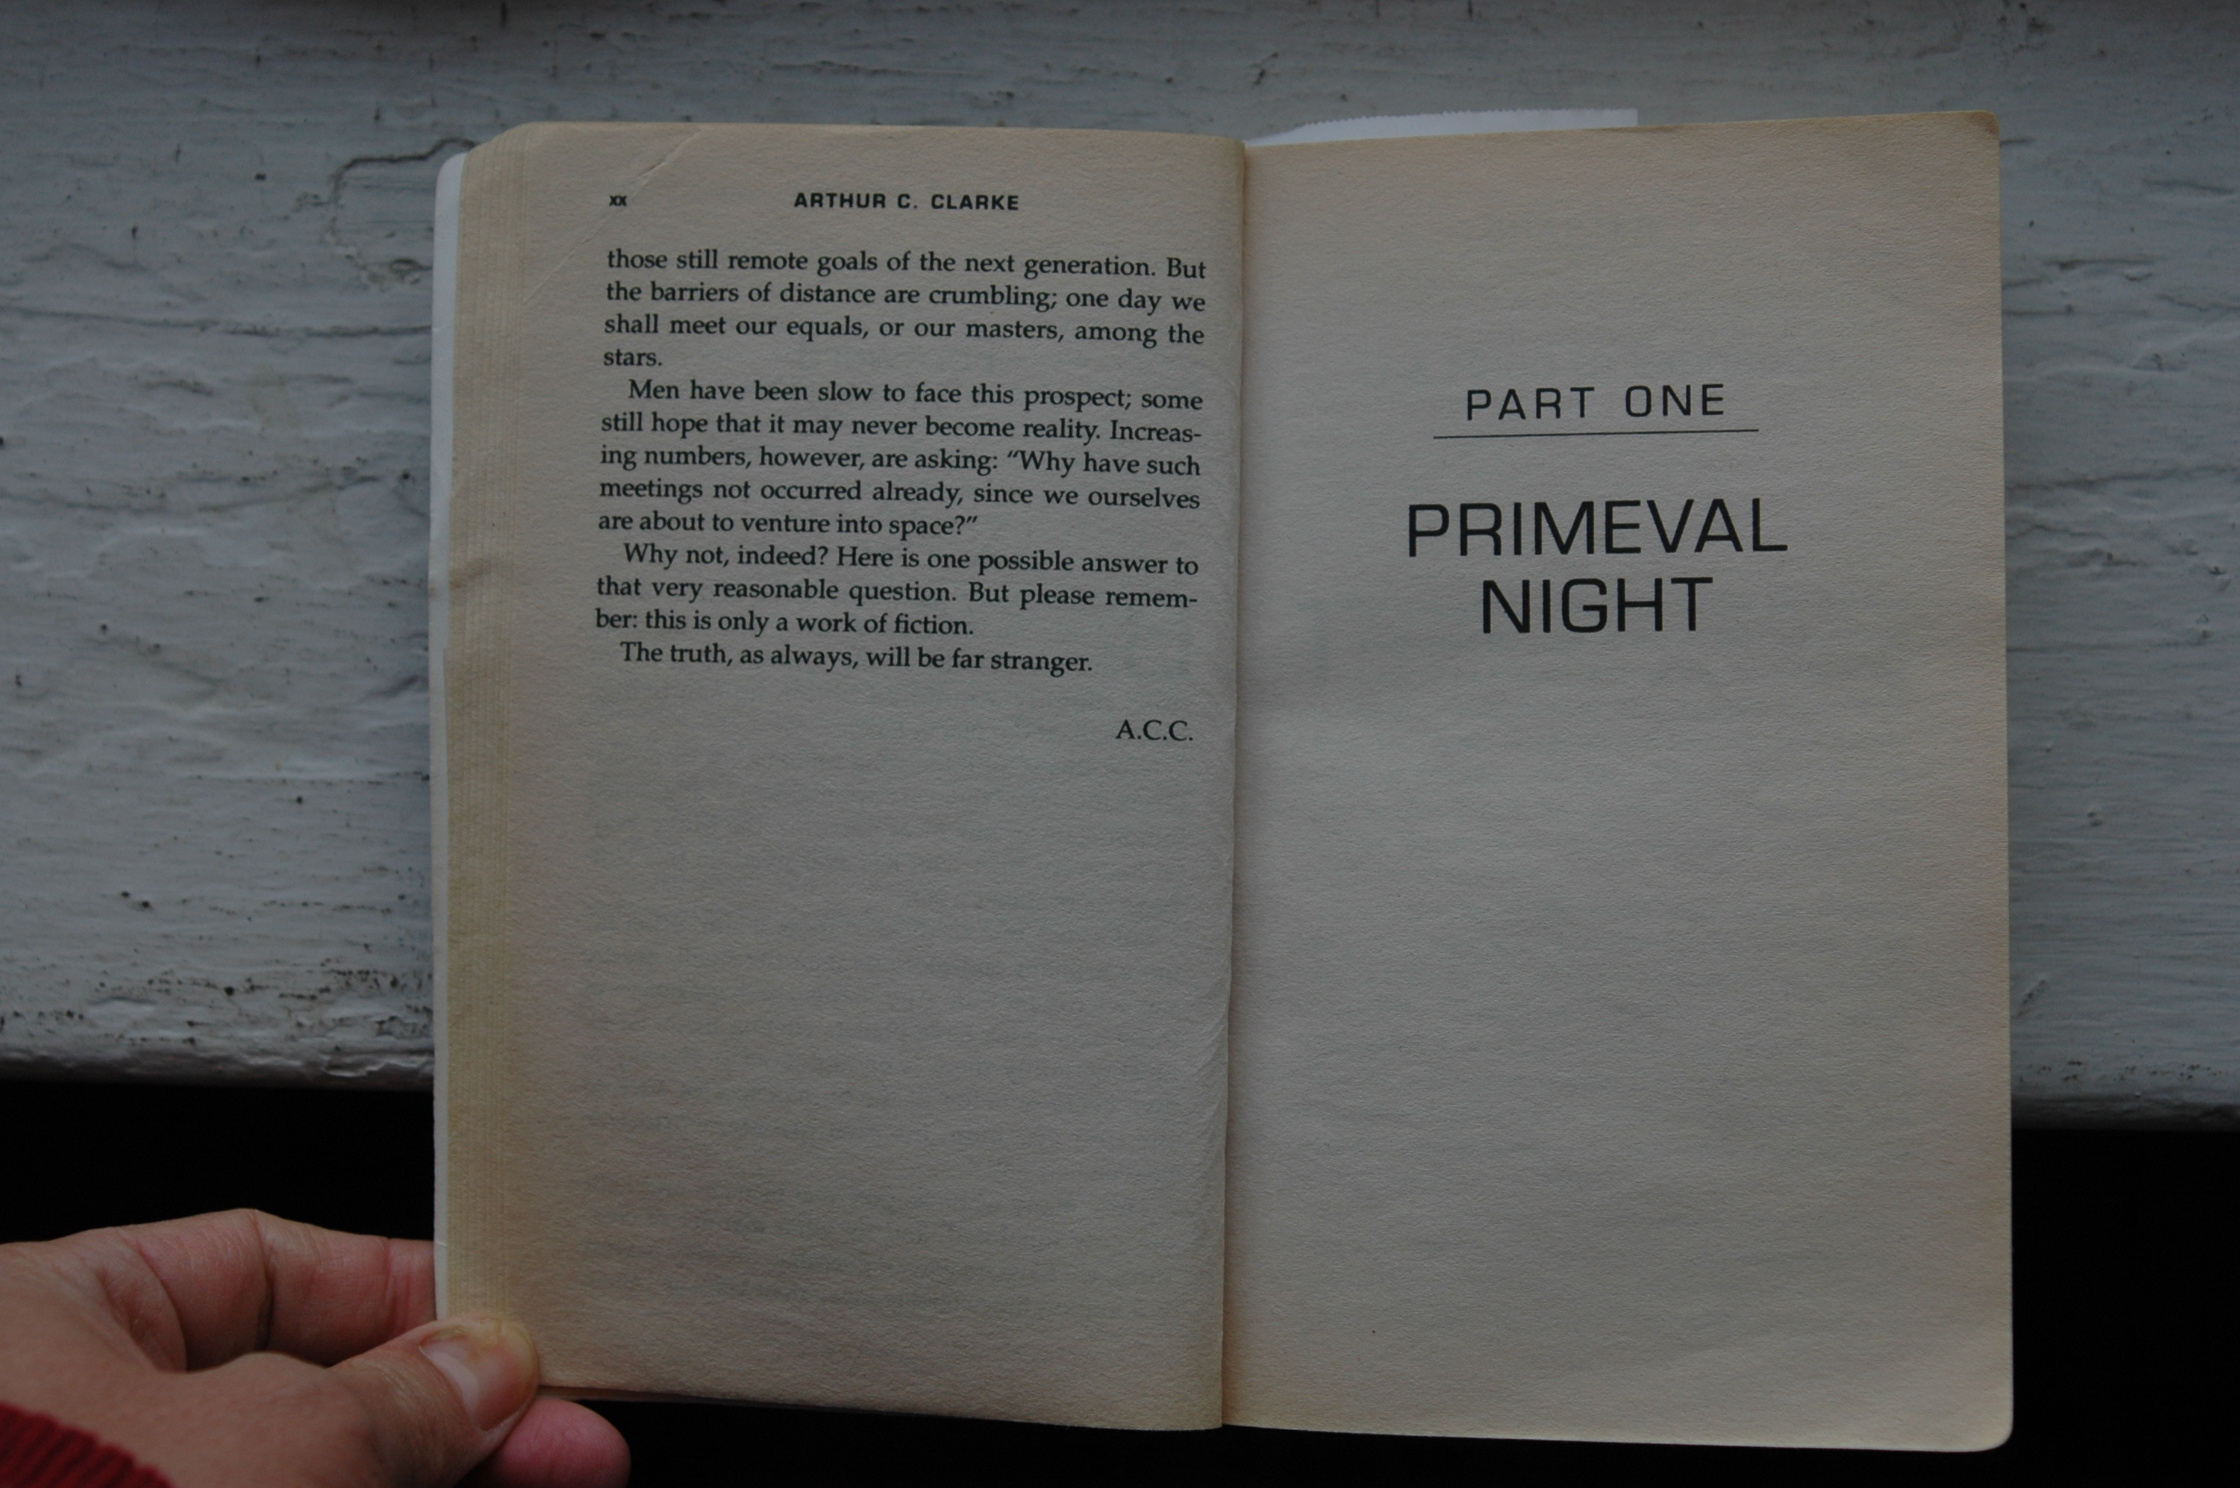 xx ARTHUR C. CLARKE
those still remote goals of the next generation. But
the barriers of distance are crumbling; one day we
shall meet our equals, or our masters, among the
stars.
Men have been slow to face this prospect; some
still hope that it may never become reality. Increas-
ing numbers, however, are asking: “Why have such
meetings not occurred already, since we ourselves
are about to venture into space?”
Why not, indeed? Here is one possible answer to
that very reasonable question. But please remem-
ber: this is only a work of fiction.
The truth, as always, will be far stranger.
A.C.C.
PART ONE
PRIMEVAL
NIGHT